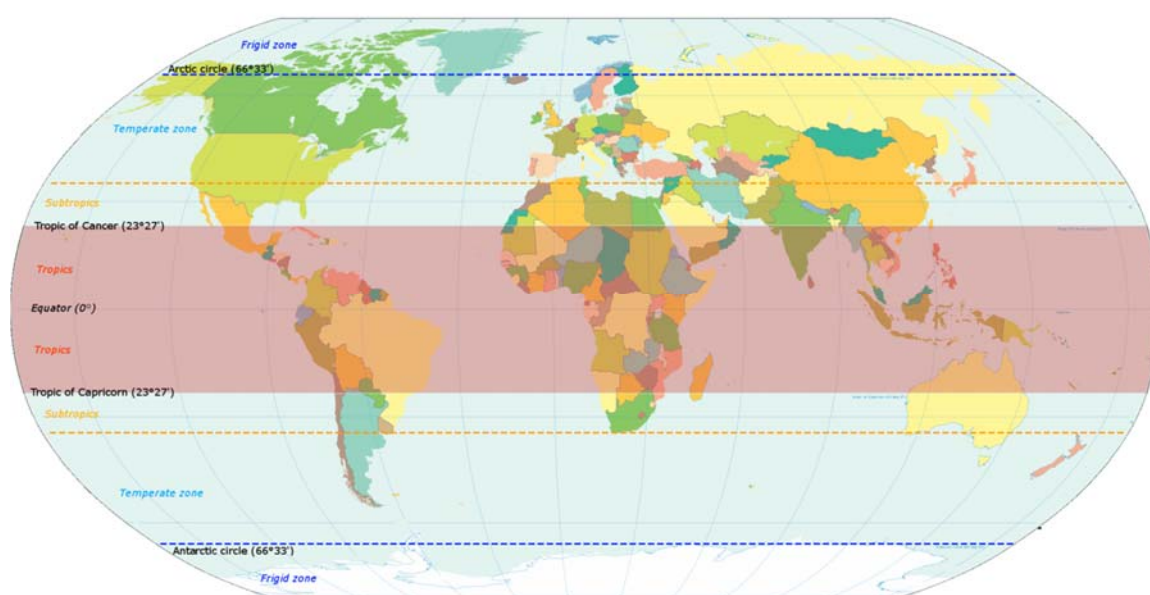 Frigid zone
Arctic circle (66°33')
Temperate zone
Subtropics
Tropic of Cancer (23°27')
Tropics
Equator (0°)
Tropics
Tropic of Capricorn (23°27')
Subtropics
Temperate zone
Antarctic circle (66°33')
Frigid zone